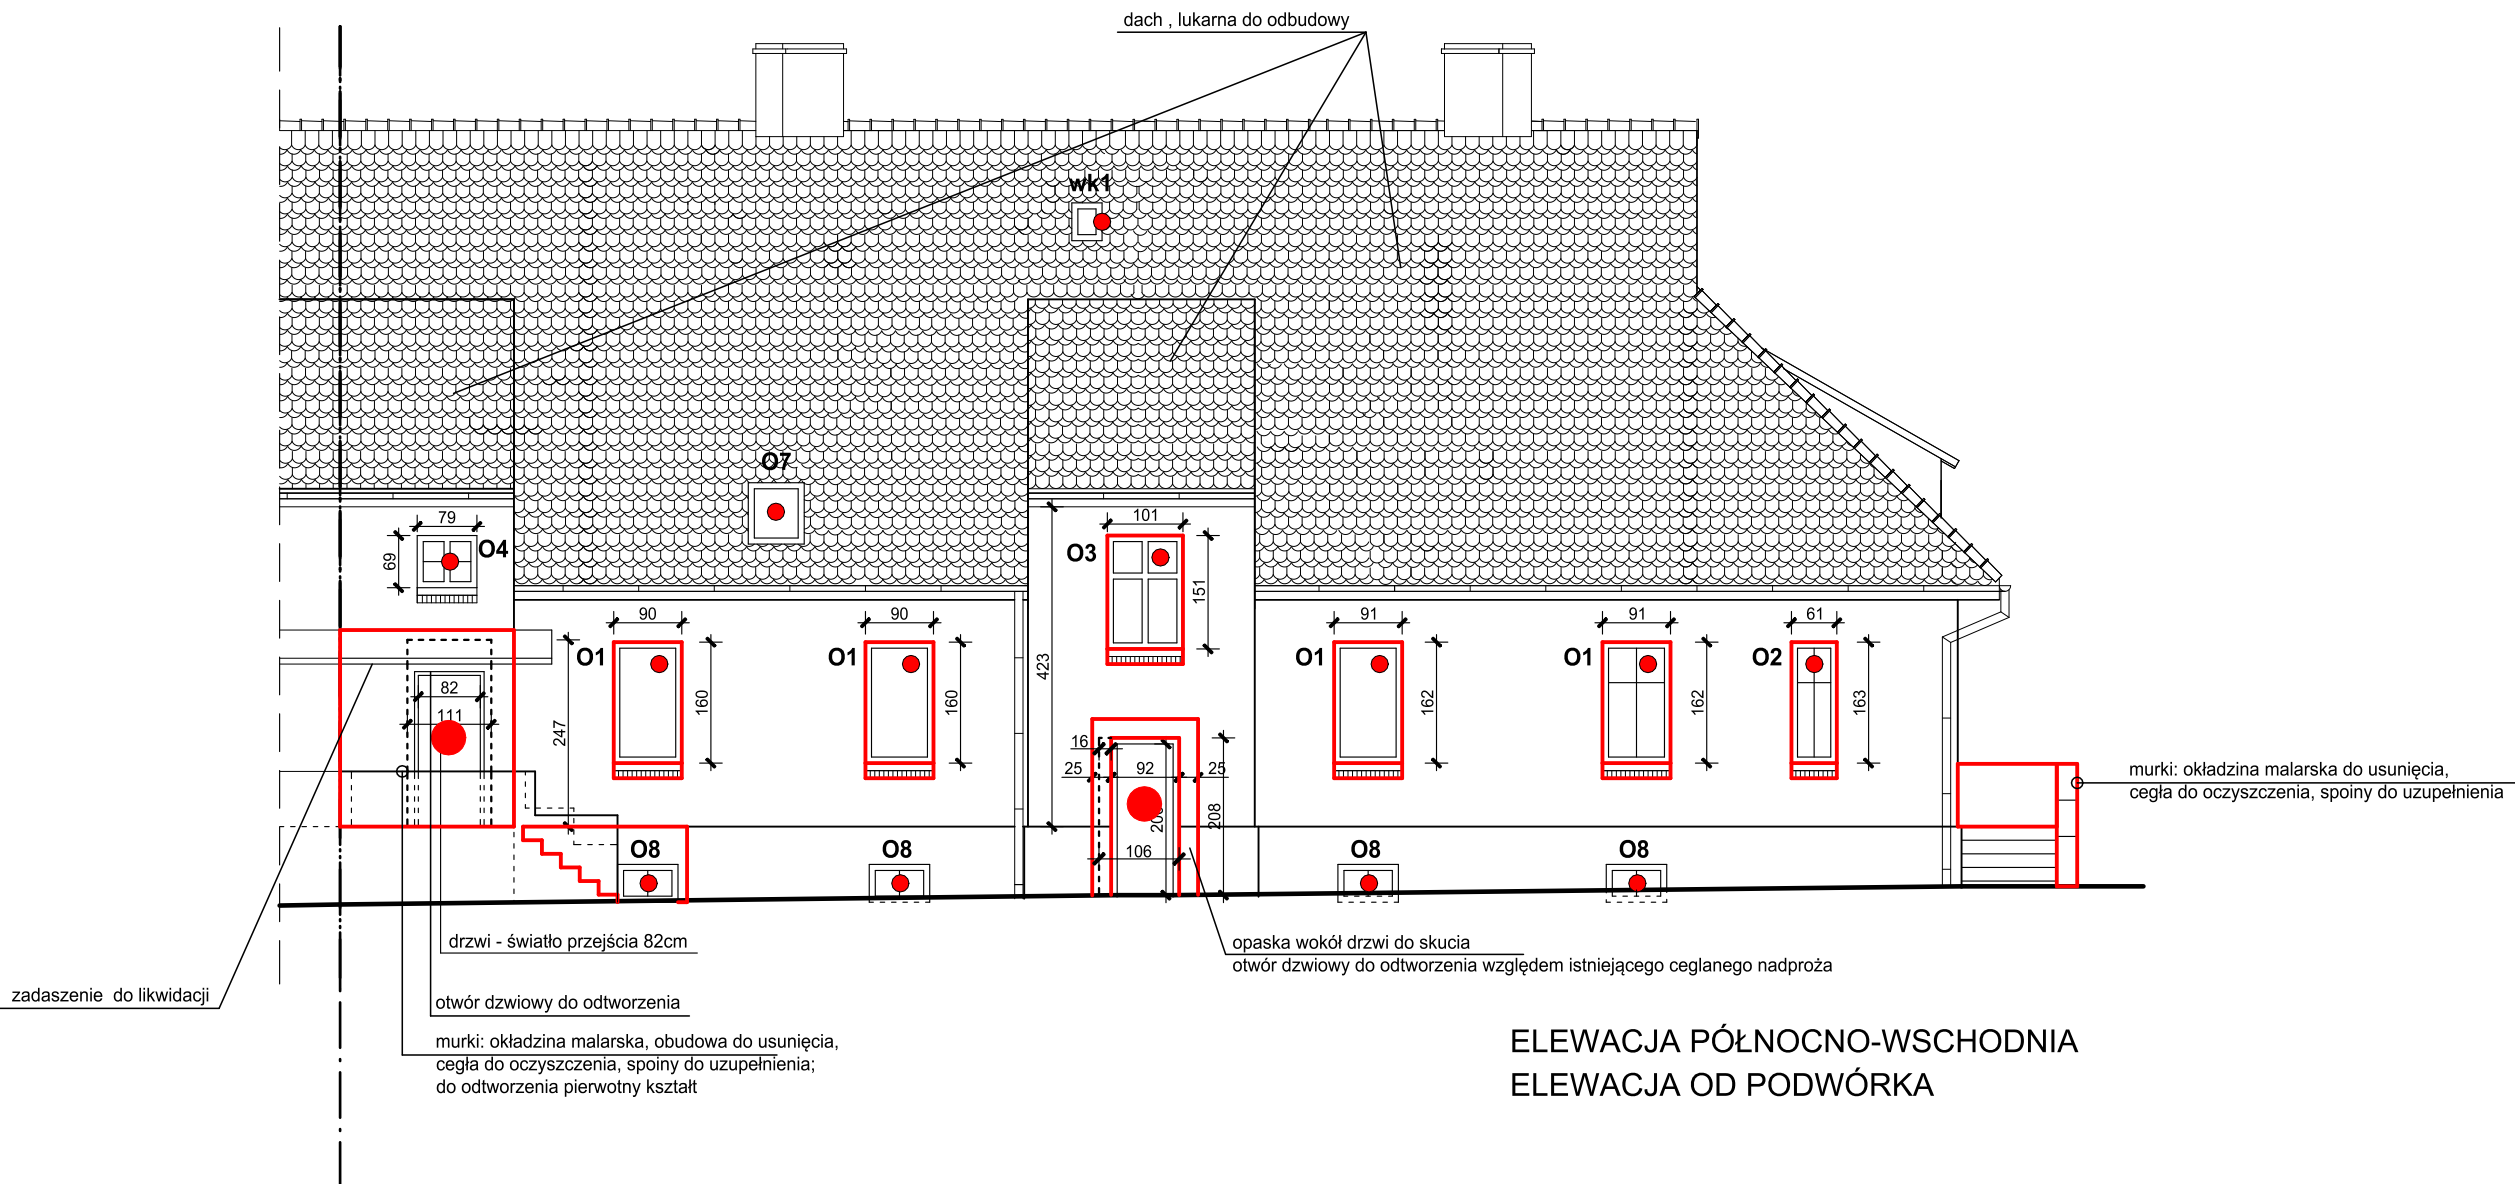 dach , lukarna do odbudowy
wk1
O7
79
69
O4
101
O3
151
90
90
91
91
61
O1
O1
O1
O1
O2
160
160
162
162
163
423
247
82
111
16
25
92
25
208
106
O8
O8
O8
O8
murki: okładzina malarska do usunięcia,
cegła do oczyszczenia, spoiny do uzupełnienia
drzwi - światło przejścia 82cm
opaska wokół drzwi do skucia
otwór dzwiowy do odtworzenia względem istniejącego ceglanego nadproża
zadaszenie do likwidacji
otwór dzwiowy do odtworzenia
murki: okładzina malarska, obudowa do usunięcia,
cegła do oczyszczenia, spoiny do uzupełnienia;
do odtworzenia pierwotny kształt
ELEWACJA PÓŁNOCNO-WSCHODNIA
ELEWACJA OD PODWÓRKA